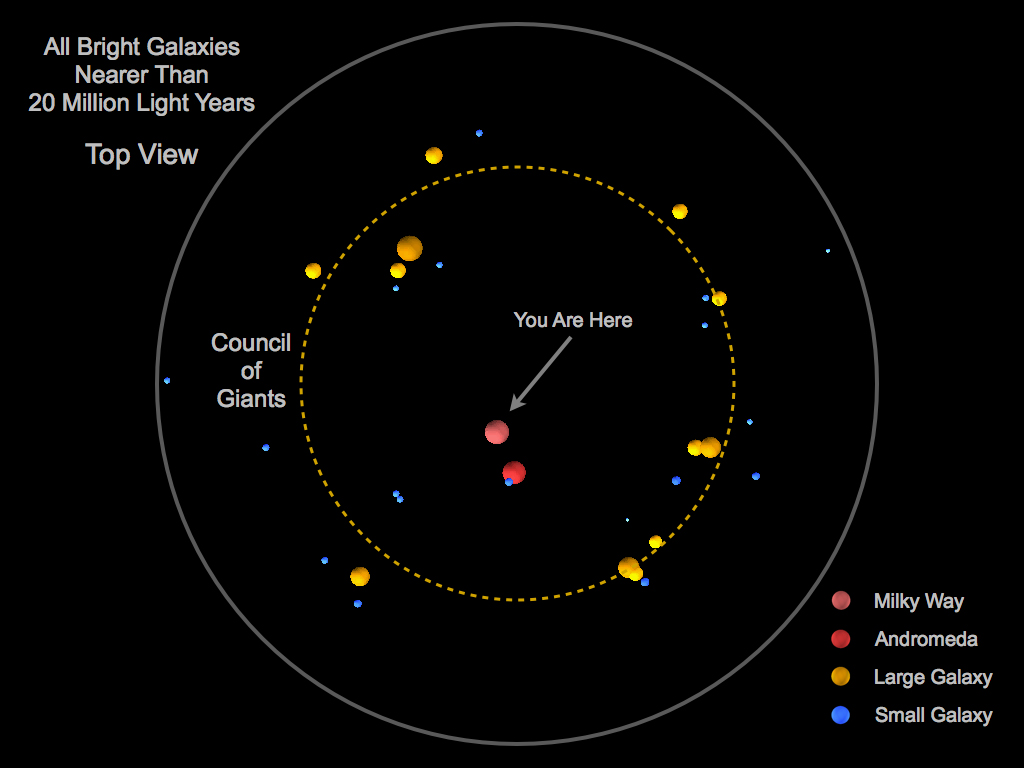 All Bright Galaxies
Nearer Than
20 Million Light Years
Top View
You Are Here
Council
of
Giants
Milky Way
Andromeda
Large Galaxy
Small Galaxy